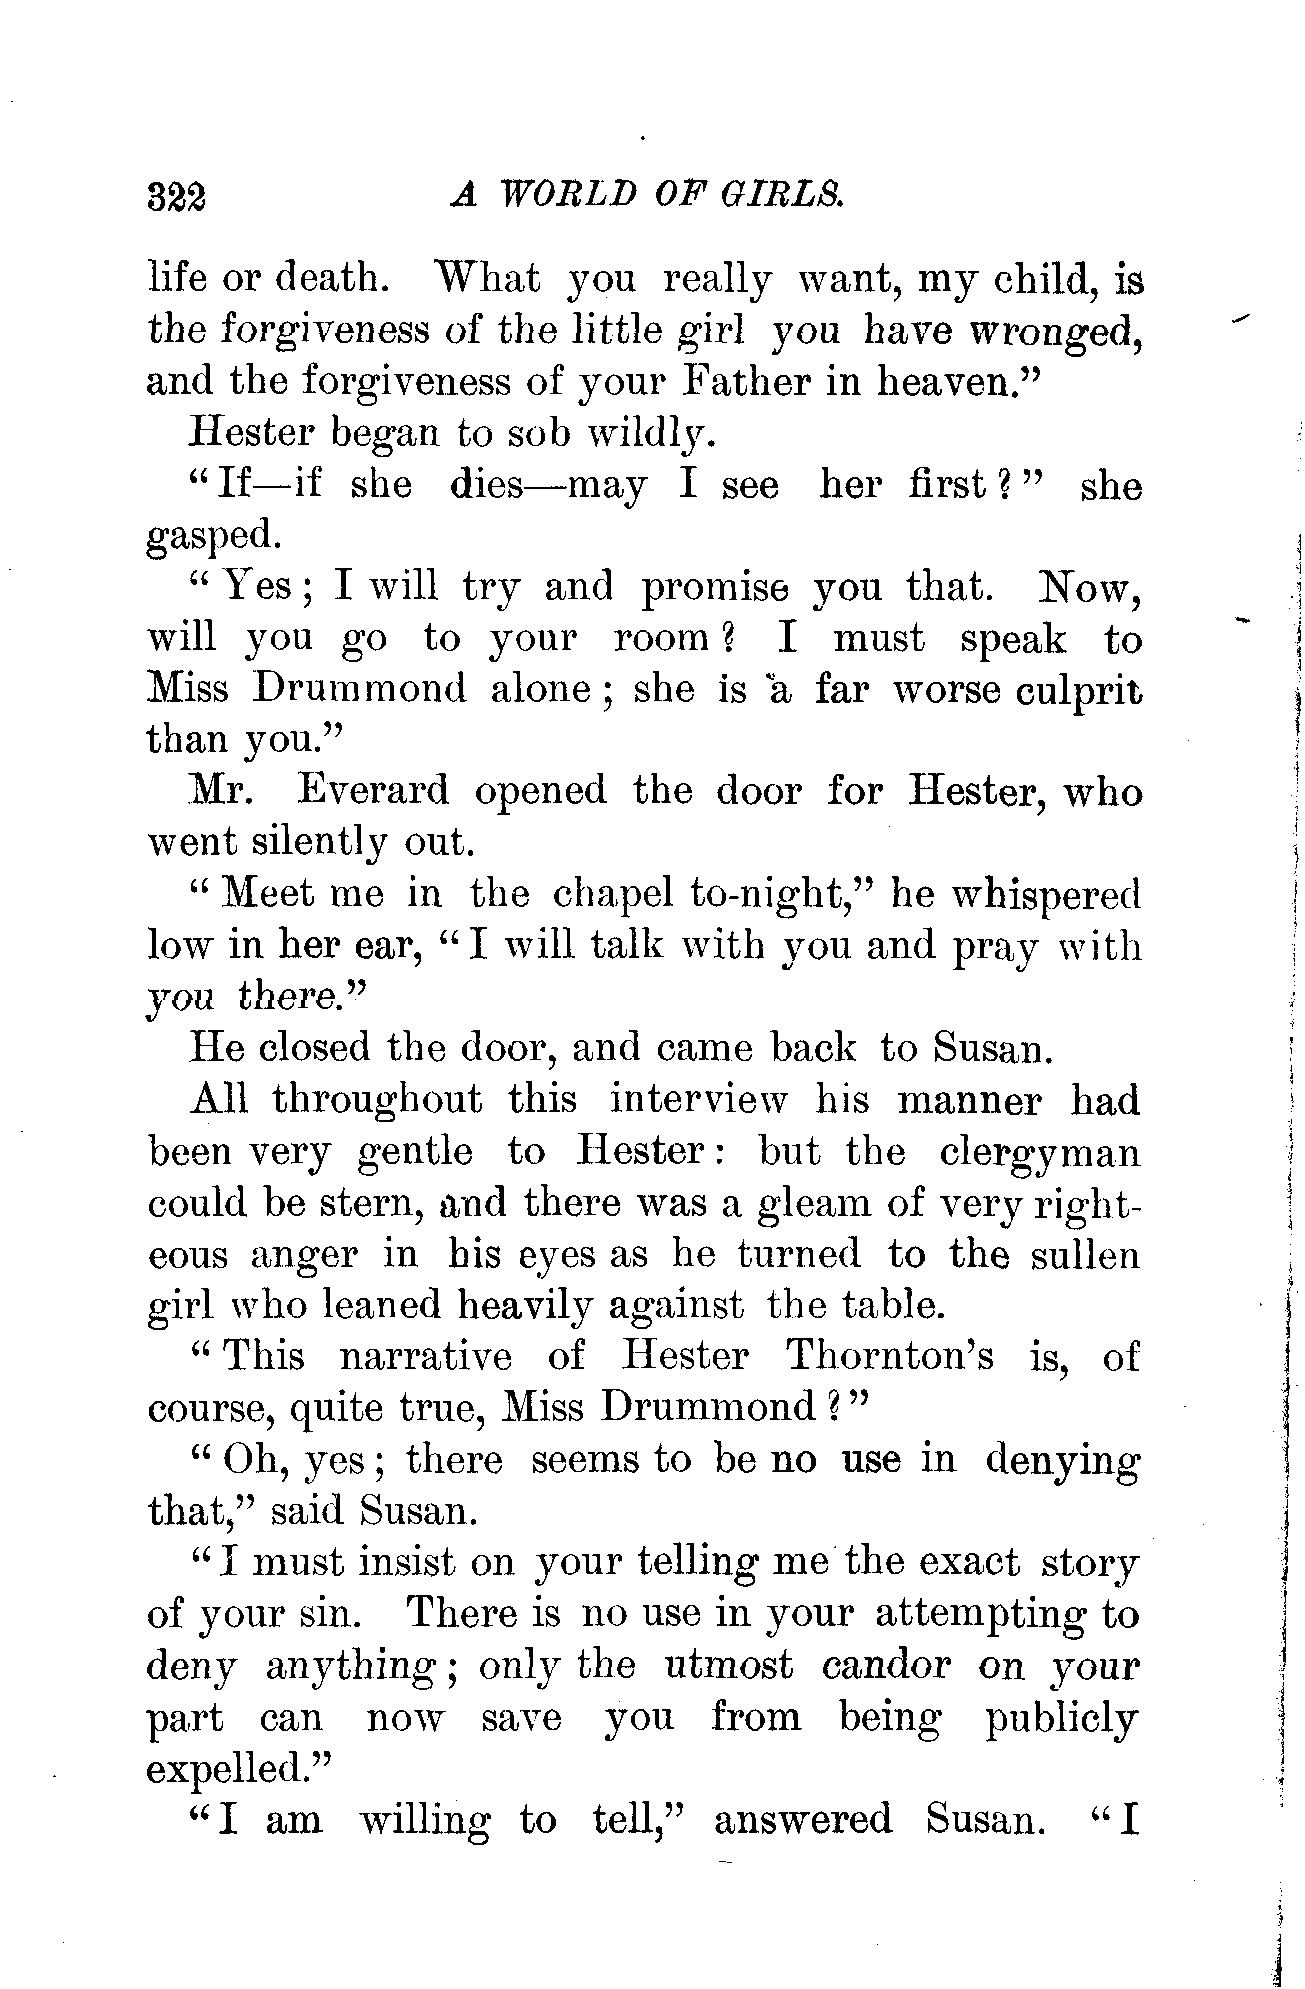 322 A WORLD OF GIRLS.
life or death. What you really want, my child, is
the forgiveness of the little girl you have wronged,
and the forgiveness of your Father in heaven.”
Hester began to sob wildly.
“If—if she dies—may I see her first?” she
gasped.
“Yes; I will try and promise you that. Now,
will you go to your room? I must speak to
Miss Drummond alone; she is a far worse culprit
than you.”
Mr. Everard opened the door for Hester, who
went silently out.
“Meet me in the chapel to-night,” he whispered
low in her ear, “I will talk with you and pray with
you there.”
He closed the door, and came back to Susan.
All throughout this interview his manner had
been very gentle to Hester: but the clergyman
could be stern, and there was a gleam of very right-
eous anger in his eyes as he turned to the sullen
girl who leaned heavily against the table.
“This narrative of Hester Thornton’s is, of
course, quite true, Miss Drummond?”
“Oh, yes; there seems to be no use in denying
that,” said Susan.
“I must insist on your telling me the exact story
of your sin. There is no use in your attempting to
deny anything; only the utmost candor on your
part can now save you from being publicly
expelled.”
“I am willing to tell,” answered Susan. “I